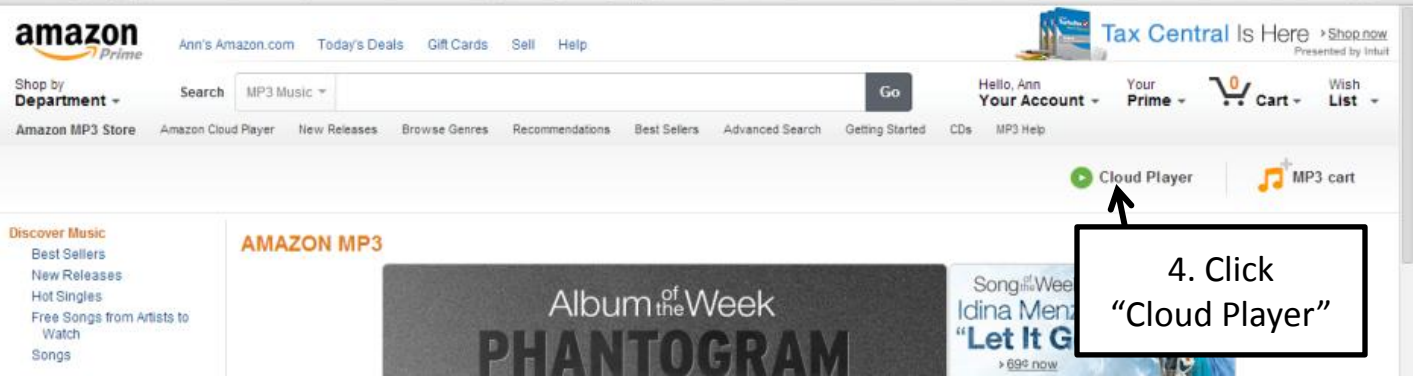 amazon
Prime
Ann's Amazon.com Today's Deals Gift Cards Sell Help
Tax Central Is Here › Shop now
Presented by Intuit
Shop by
Department
Search MP3 Music Go
Hello, Ann
Your Account
Your
Prime
0
Cart
Wish
List
Amazon MP3 Store Amazon Cloud Player New Releases Browse Genres Recommendations Best Sellers Advanced Search Getting Started CDs MP3 Help
Cloud Player MP3 cart
Discover Music
Best Sellers
New Releases
Hot Singles
Free Songs from Artists to
Watch
Songs
AMAZON MP3
Album of the Week
PHANTOGRAM
Song of the Wee
Idina Menz
“Let It G
› 69¢ now
4. Click
“Cloud Player”